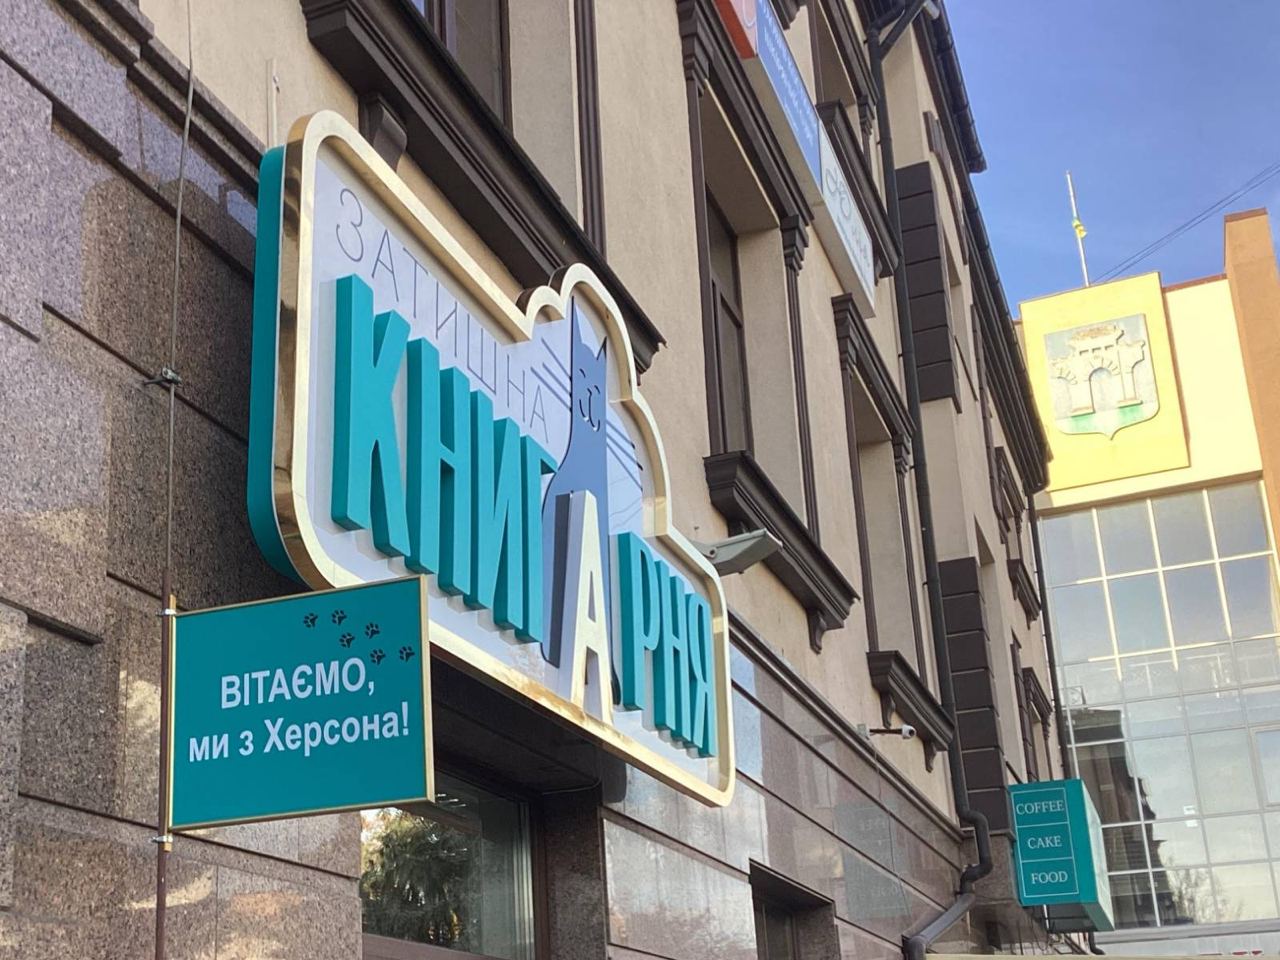 ЗАТИШНА
КНИГАРНЯ
ВІТАЄМО,
ми з Херсона!
COFFEE
CAKE
FOOD